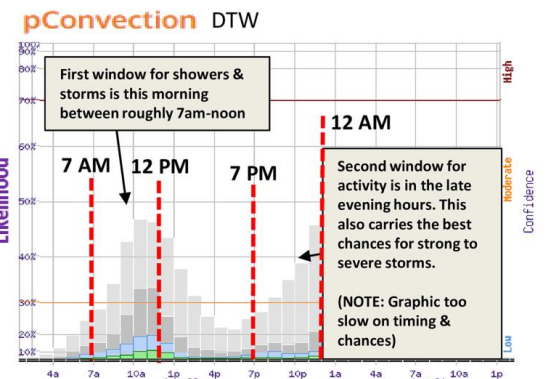 pConvection DTW
100%
90%
80%
70%
60%
50%
40%
30%
20%
10%
Likelihood
First window for showers &
storms is this morning
between roughly 7am-noon
7 AM
12 PM
7 PM
12 AM
Second window for
activity is in the late
evening hours. This
also carries the best
chances for strong to
severe storms.
(NOTE: Graphic too
slow on timing &
chances)
High
Moderate
Low
Confidence
4a 7a 10a 1p 4p 7p 10p 1a 4a 7a 10a 1p